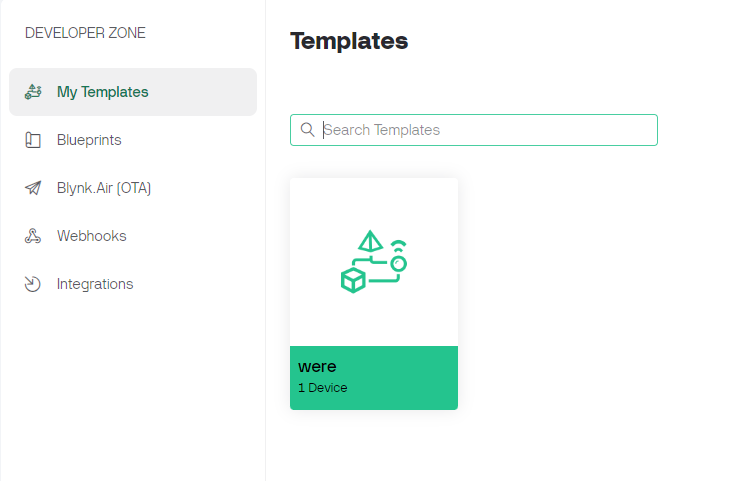 DEVELOPER ZONE
My Templates
Blueprints
Blynk.Air (OTA)
Webhooks
Integrations
Templates
Search Templates
were
1 Device